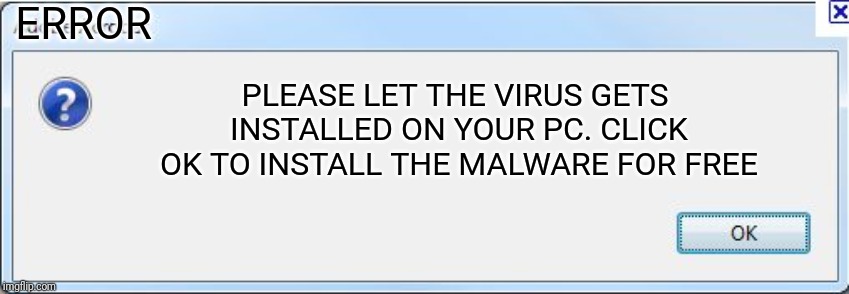 ERROR
PLEASE LET THE VIRUS GETS
INSTALLED ON YOUR PC. CLICK
OK TO INSTALL THE MALWARE FOR FREE
OK
imgflip.com